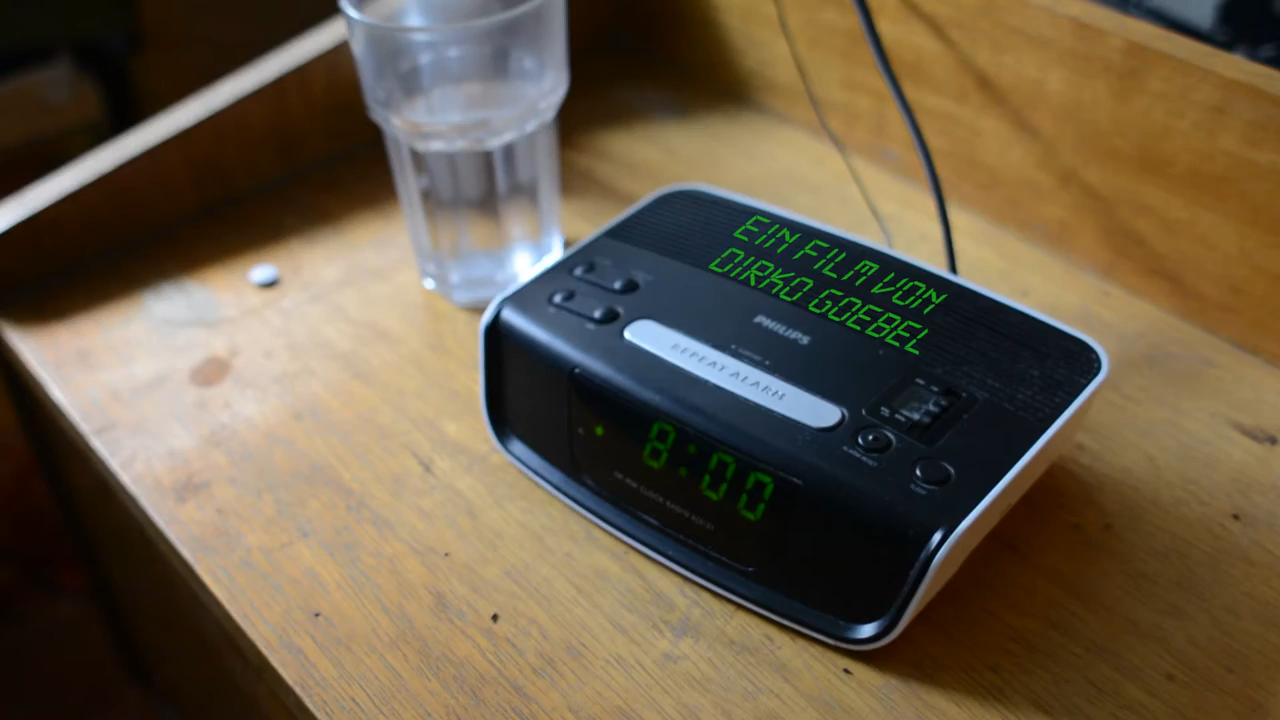 EIN FILM VON
DIRKO GOEBEL
PHILIPS
REPEAT ALARM
8:00